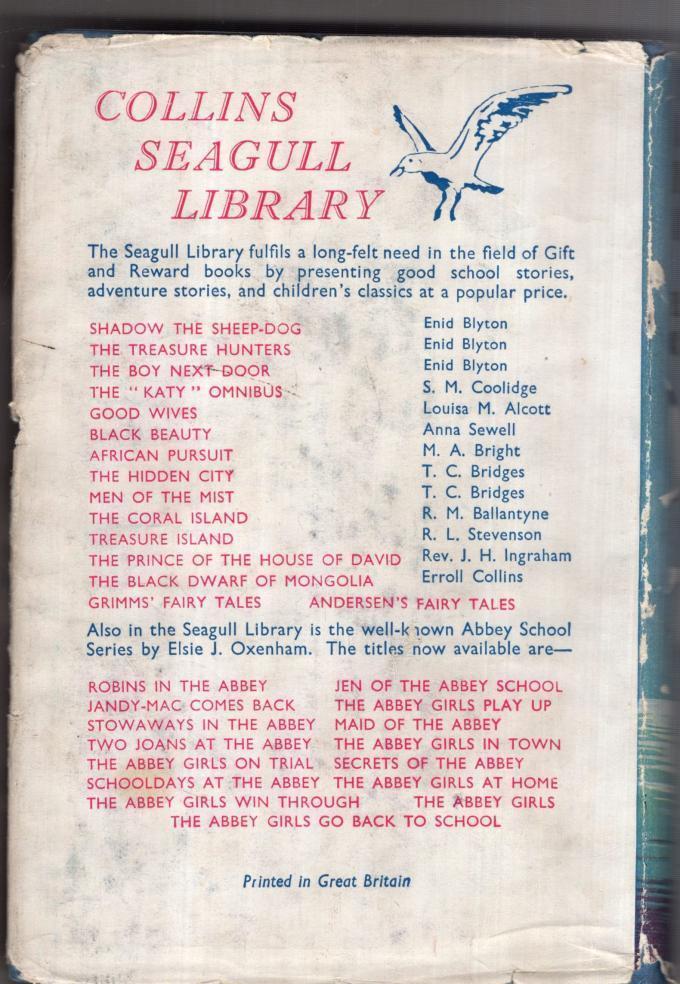 COLLINS
SEAGULL
LIBRARY
The Seagull Library fulfils a long-felt need in the field of Gift
and Reward books by presenting good school stories,
adventure stories, and children's classics at a popular price.
SHADOW THE SHEEP-DOG Enid Blyton
THE TREASURE HUNTERS Enid Blyton
THE BOY NEXT DOOR Enid Blyton
THE "KATY" OMNIBUS S. M. Coolidge
GOOD WIVES Louisa M. Alcott
BLACK BEAUTY Anna Sewell
AFRICAN PURSUIT M. A. Bright
THE HIDDEN CITY T. C. Bridges
MEN OF THE MIST T. C. Bridges
THE CORAL ISLAND R. M. Ballantyne
TREASURE ISLAND R. L. Stevenson
THE PRINCE OF THE HOUSE OF DAVID Rev. J. H. Ingraham
THE BLACK DWARF OF MONGOLIA Erroll Collins
GRIMMS' FAIRY TALES ANDERSEN'S FAIRY TALES
Also in the Seagull Library is the well-known Abbey School
Series by Elsie J. Oxenham. The titles now available are—
ROBINS IN THE ABBEY JEN OF THE ABBEY SCHOOL
JANDY-MAC COMES BACK THE ABBEY GIRLS PLAY UP
STOWAWAYS IN THE ABBEY MAID OF THE ABBEY
TWO JOANS AT THE ABBEY THE ABBEY GIRLS IN TOWN
THE ABBEY GIRLS ON TRIAL SECRETS OF THE ABBEY
SCHOOLDAYS AT THE ABBEY THE ABBEY GIRLS AT HOME
THE ABBEY GIRLS WIN THROUGH THE ABBEY GIRLS
THE ABBEY GIRLS GO BACK TO SCHOOL
Printed in Great Britain